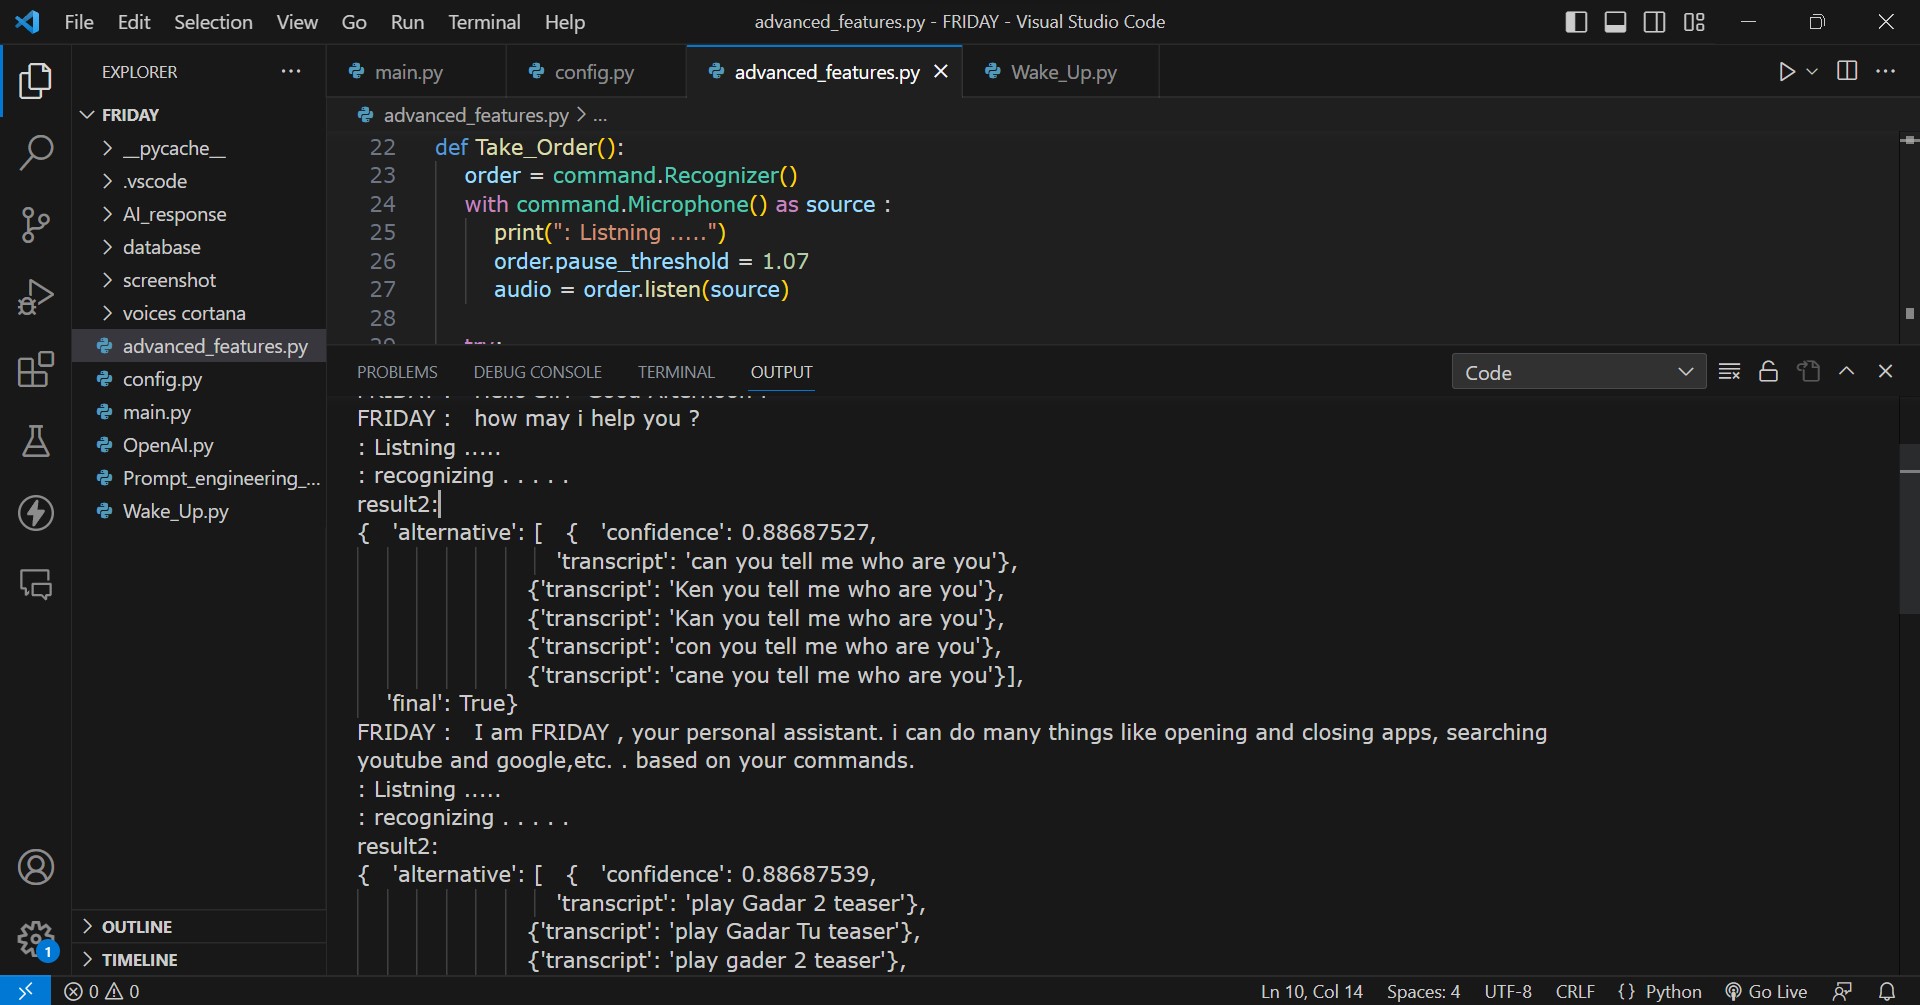 File Edit Selection View Go Run Terminal Help
advanced_features.py - FRIDAY - Visual Studio Code
EXPLORER
FRIDAY
__pycache__
.vscode
AI_response
database
screenshot
voices cortana
advanced_features.py
config.py
main.py
OpenAI.py
Prompt_engineering_...
Wake_Up.py
OUTLINE
TIMELINE
1
main.py config.py advanced_features.py Wake_Up.py
advanced_features.py > ...
22 def Take_Order():
23 order = command.Recognizer()
24 with command.Microphone() as source :
25 print(": Listning .....")
26 order.pause_threshold = 1.07
27 audio = order.listen(source)
28
PROBLEMS DEBUG CONSOLE TERMINAL OUTPUT
Code
FRIDAY : how may i help you ?
: Listning .....
: recognizing . . . . .
result2:
{ 'alternative': [ { 'confidence': 0.88687527,
'transcript': 'can you tell me who are you'},
{'transcript': 'Ken you tell me who are you'},
{'transcript': 'Kan you tell me who are you'},
{'transcript': 'con you tell me who are you'},
{'transcript': 'cane you tell me who are you'}],
'final': True}
FRIDAY : I am FRIDAY , your personal assistant. i can do many things like opening and closing apps, searching
youtube and google,etc. . based on your commands.
: Listning .....
: recognizing . . . . .
result2:
{ 'alternative': [ { 'confidence': 0.88687539,
'transcript': 'play Gadar 2 teaser'},
{'transcript': 'play Gadar Tu teaser'},
{'transcript': 'play gader 2 teaser'},
0 0
Ln 10, Col 14 Spaces: 4 UTF-8 CRLF {} Python Go Live